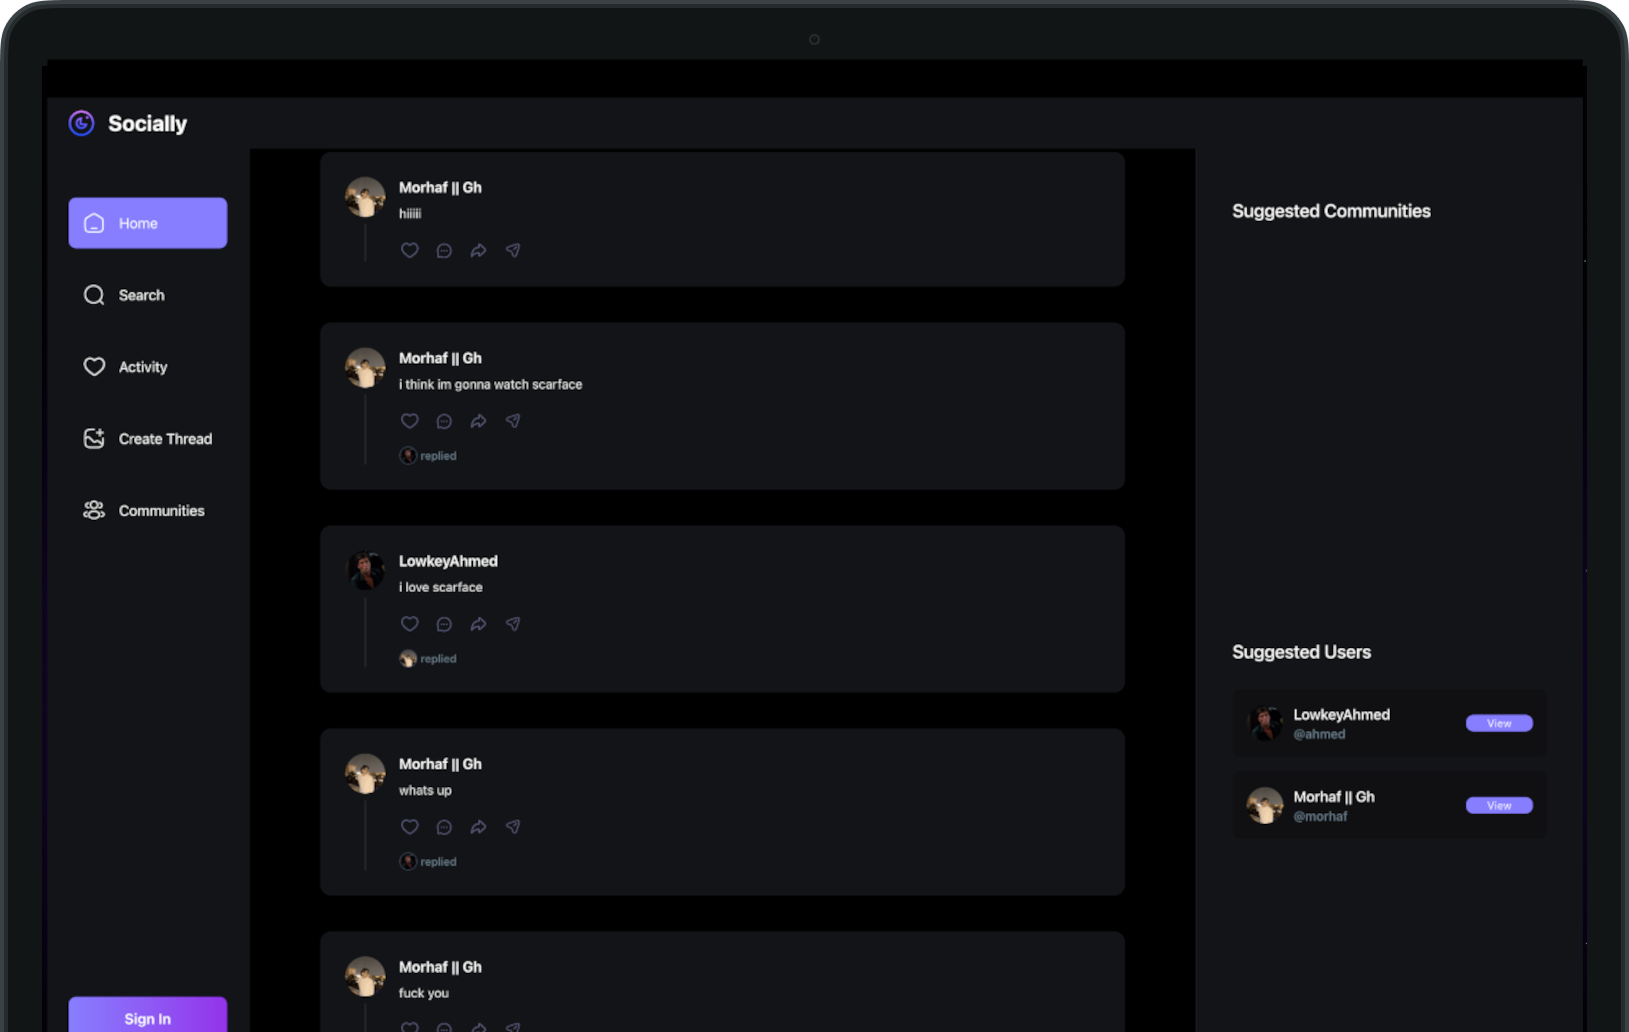 Socially
Home
Search
Activity
Create Thread
Communities
Sign In
Morhaf || Gh
hiiiii
Morhaf || Gh
i think im gonna watch scarface
replied
LowkeyAhmed
i love scarface
replied
Morhaf || Gh
whats up
replied
Morhaf || Gh
fuck you
Suggested Communities
Suggested Users
LowkeyAhmed
@ahmed
View
Morhaf || Gh
@morhaf
View